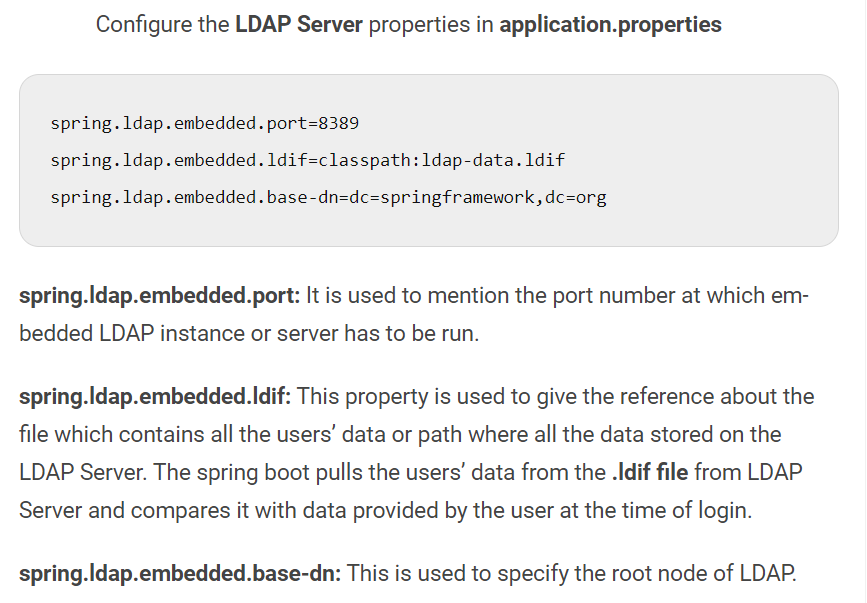 Configure the LDAP Server properties in application.properties
spring.ldap.embedded.port=8389
spring.ldap.embedded.ldif=classpath:ldap-data.ldif
spring.ldap.embedded.base-dn=dc=springframework,dc=org
spring.ldap.embedded.port: It is used to mention the port number at which em-
bedded LDAP instance or server has to be run.
spring.ldap.embedded.ldif: This property is used to give the reference about the
file which contains all the users’ data or path where all the data stored on the
LDAP Server. The spring boot pulls the users’ data from the .ldif file from LDAP
Server and compares it with data provided by the user at the time of login.
spring.ldap.embedded.base-dn: This is used to specify the root node of LDAP.